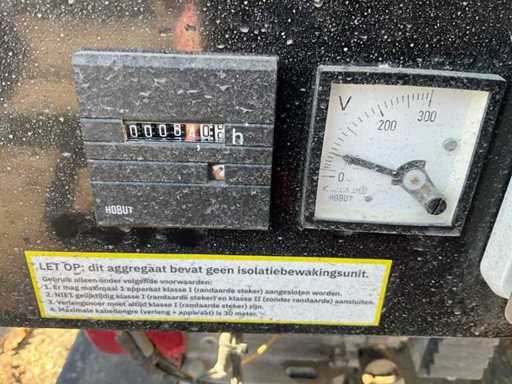 h
HOBUT
V
200
300
0
HOBUT
LET OP: dit aggregaat bevat geen isolatiebewakingsunit.
Gebruik alleen onder volgende voorwaarden:
1. Er mag maximaal 1 apparaat klasse I (randaarde steker) aangesloten worden.
2. NIET gelijktijdig klasse I (randaarde steker) en klasse II (zonder randaarde) aansluiten.
3. Verlengsnoer moet altijd klasse I (randaarde steker) zijn.
4. Maximale kabellengte (verleng + apparaat) is 30 meter.